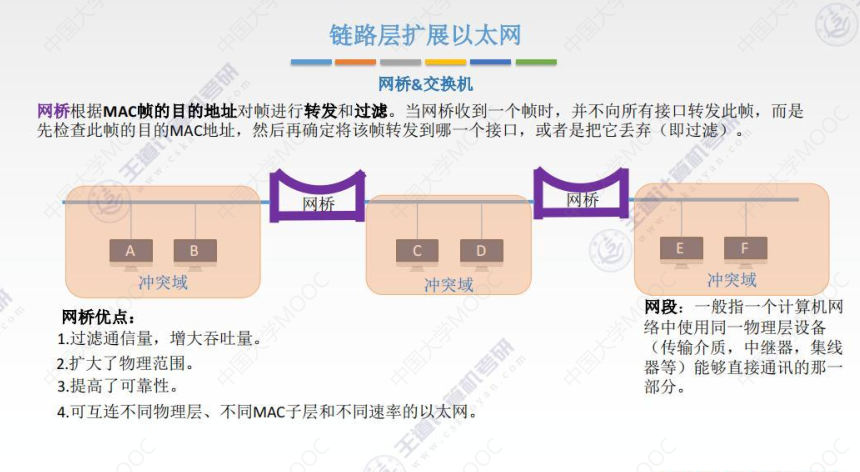 链路层扩展以太网
网桥&交换机
网桥根据MAC帧的目的地址对帧进行转发和过滤。当网桥收到一个帧时，并不向所有接口转发此帧，而是
先检查此帧的目的MAC地址，然后再确定将该帧转发到哪一个接口，或者是把它丢弃（即过滤）。
网桥
网桥
A
B
C
D
E
F
冲突域
冲突域
冲突域
网桥优点：
1.过滤通信量，增大吞吐量。
2.扩大了物理范围。
3.提高了可靠性。
4.可互连不同物理层、不同MAC子层和不同速率的以太网。
网段：一般指一个计算机网
络中使用同一物理层设备
（传输介质，中继器，集线
器等）能够直接通讯的那一
部分。
中国大学MOOC
王道计算机考研
www.cskaoyan.com